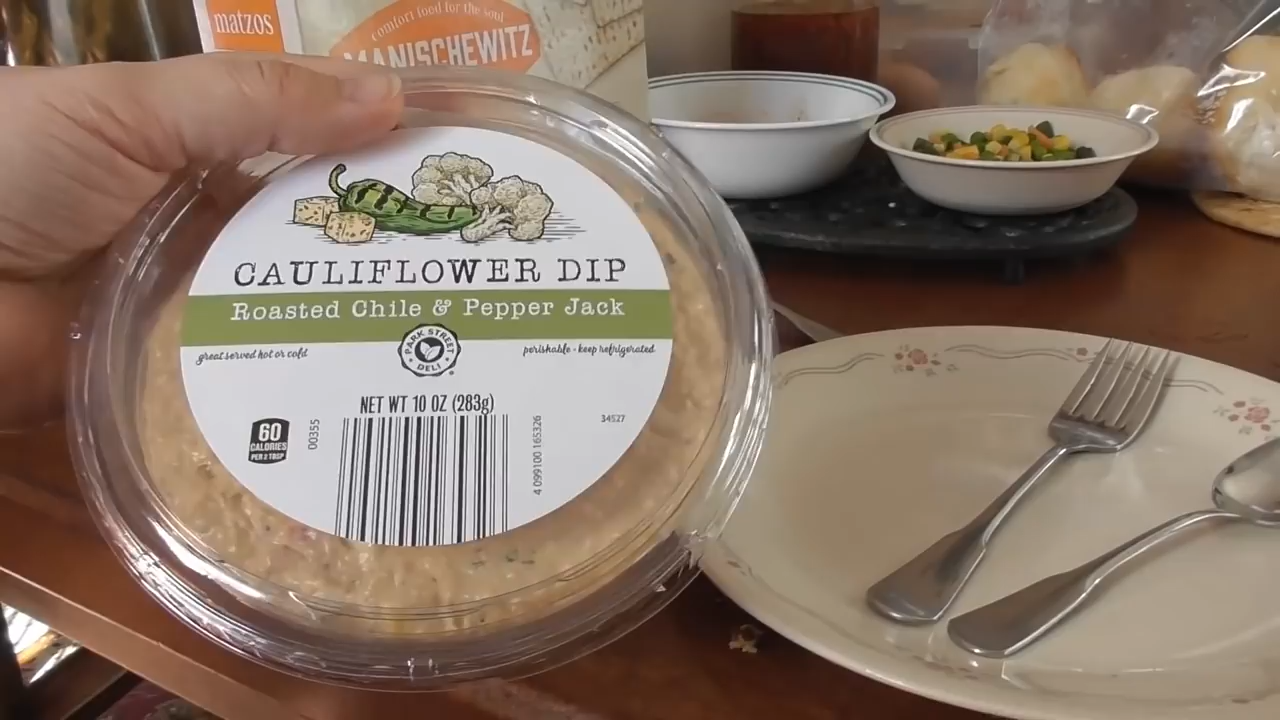 matzos
comfort food for the soul
MANISCHEWITZ
CAULIFLOWER DIP
Roasted Chile & Pepper Jack
great served hot or cold
PARK STREET
DELI
perishable - keep refrigerated
NET WT 10 OZ (283g)
60
CALORIES
PER 2 TBSP
00355
4 099100 165326
34527